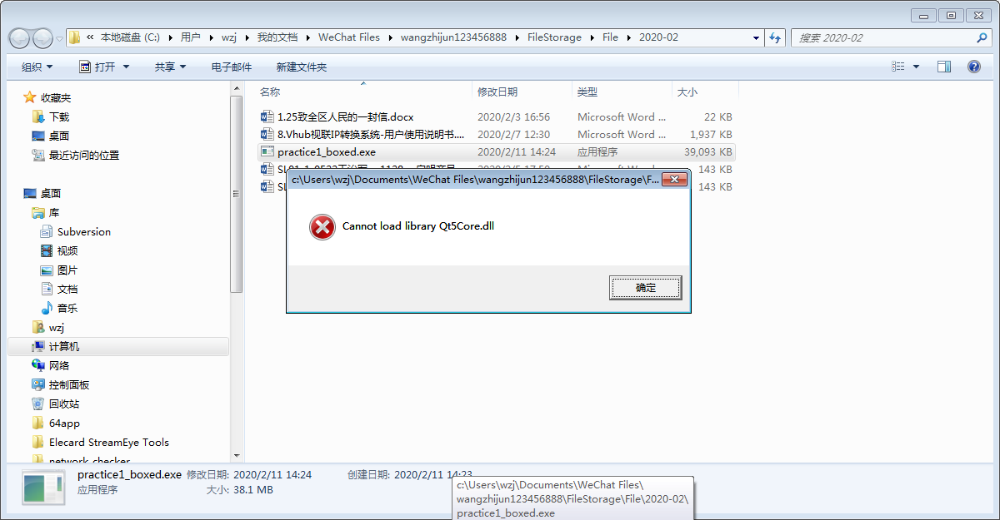 « 本地磁盘 (C:) ▸ 用户 ▸ wzj ▸ 我的文档 ▸ WeChat Files ▸ wangzhijun123456888 ▸ FileStorage ▸ File ▸ 2020-02
搜索 2020-02
组织 打开 共享 电子邮件 新建文件夹
收藏夹
下载
桌面
最近访问的位置
桌面
库
Subversion
视频
图片
文档
音乐
wzj
计算机
网络
控制面板
回收站
64app
Elecard StreamEye Tools
network checker
名称 修改日期 类型 大小
1.25致全区人民的一封信.docx 2020/2/3 16:56 Microsoft Word ... 22 KB
8.Vhub视联IP转换系统-用户使用说明书.... 2020/2/7 12:30 Microsoft Word ... 1,937 KB
practice1_boxed.exe 2020/2/11 14:24 应用程序 39,093 KB
143 KB
143 KB
c:\Users\wzj\Documents\WeChat Files\wangzhijun123456888\FileStorage\F...
Cannot load library Qt5Core.dll
确定
practice1_boxed.exe 修改日期: 2020/2/11 14:24 创建日期: 2020/2/11 14:23
应用程序 大小: 38.1 MB
c:\Users\wzj\Documents\WeChat Files\
wangzhijun123456888\FileStorage\File\2020-02\
practice1_boxed.exe